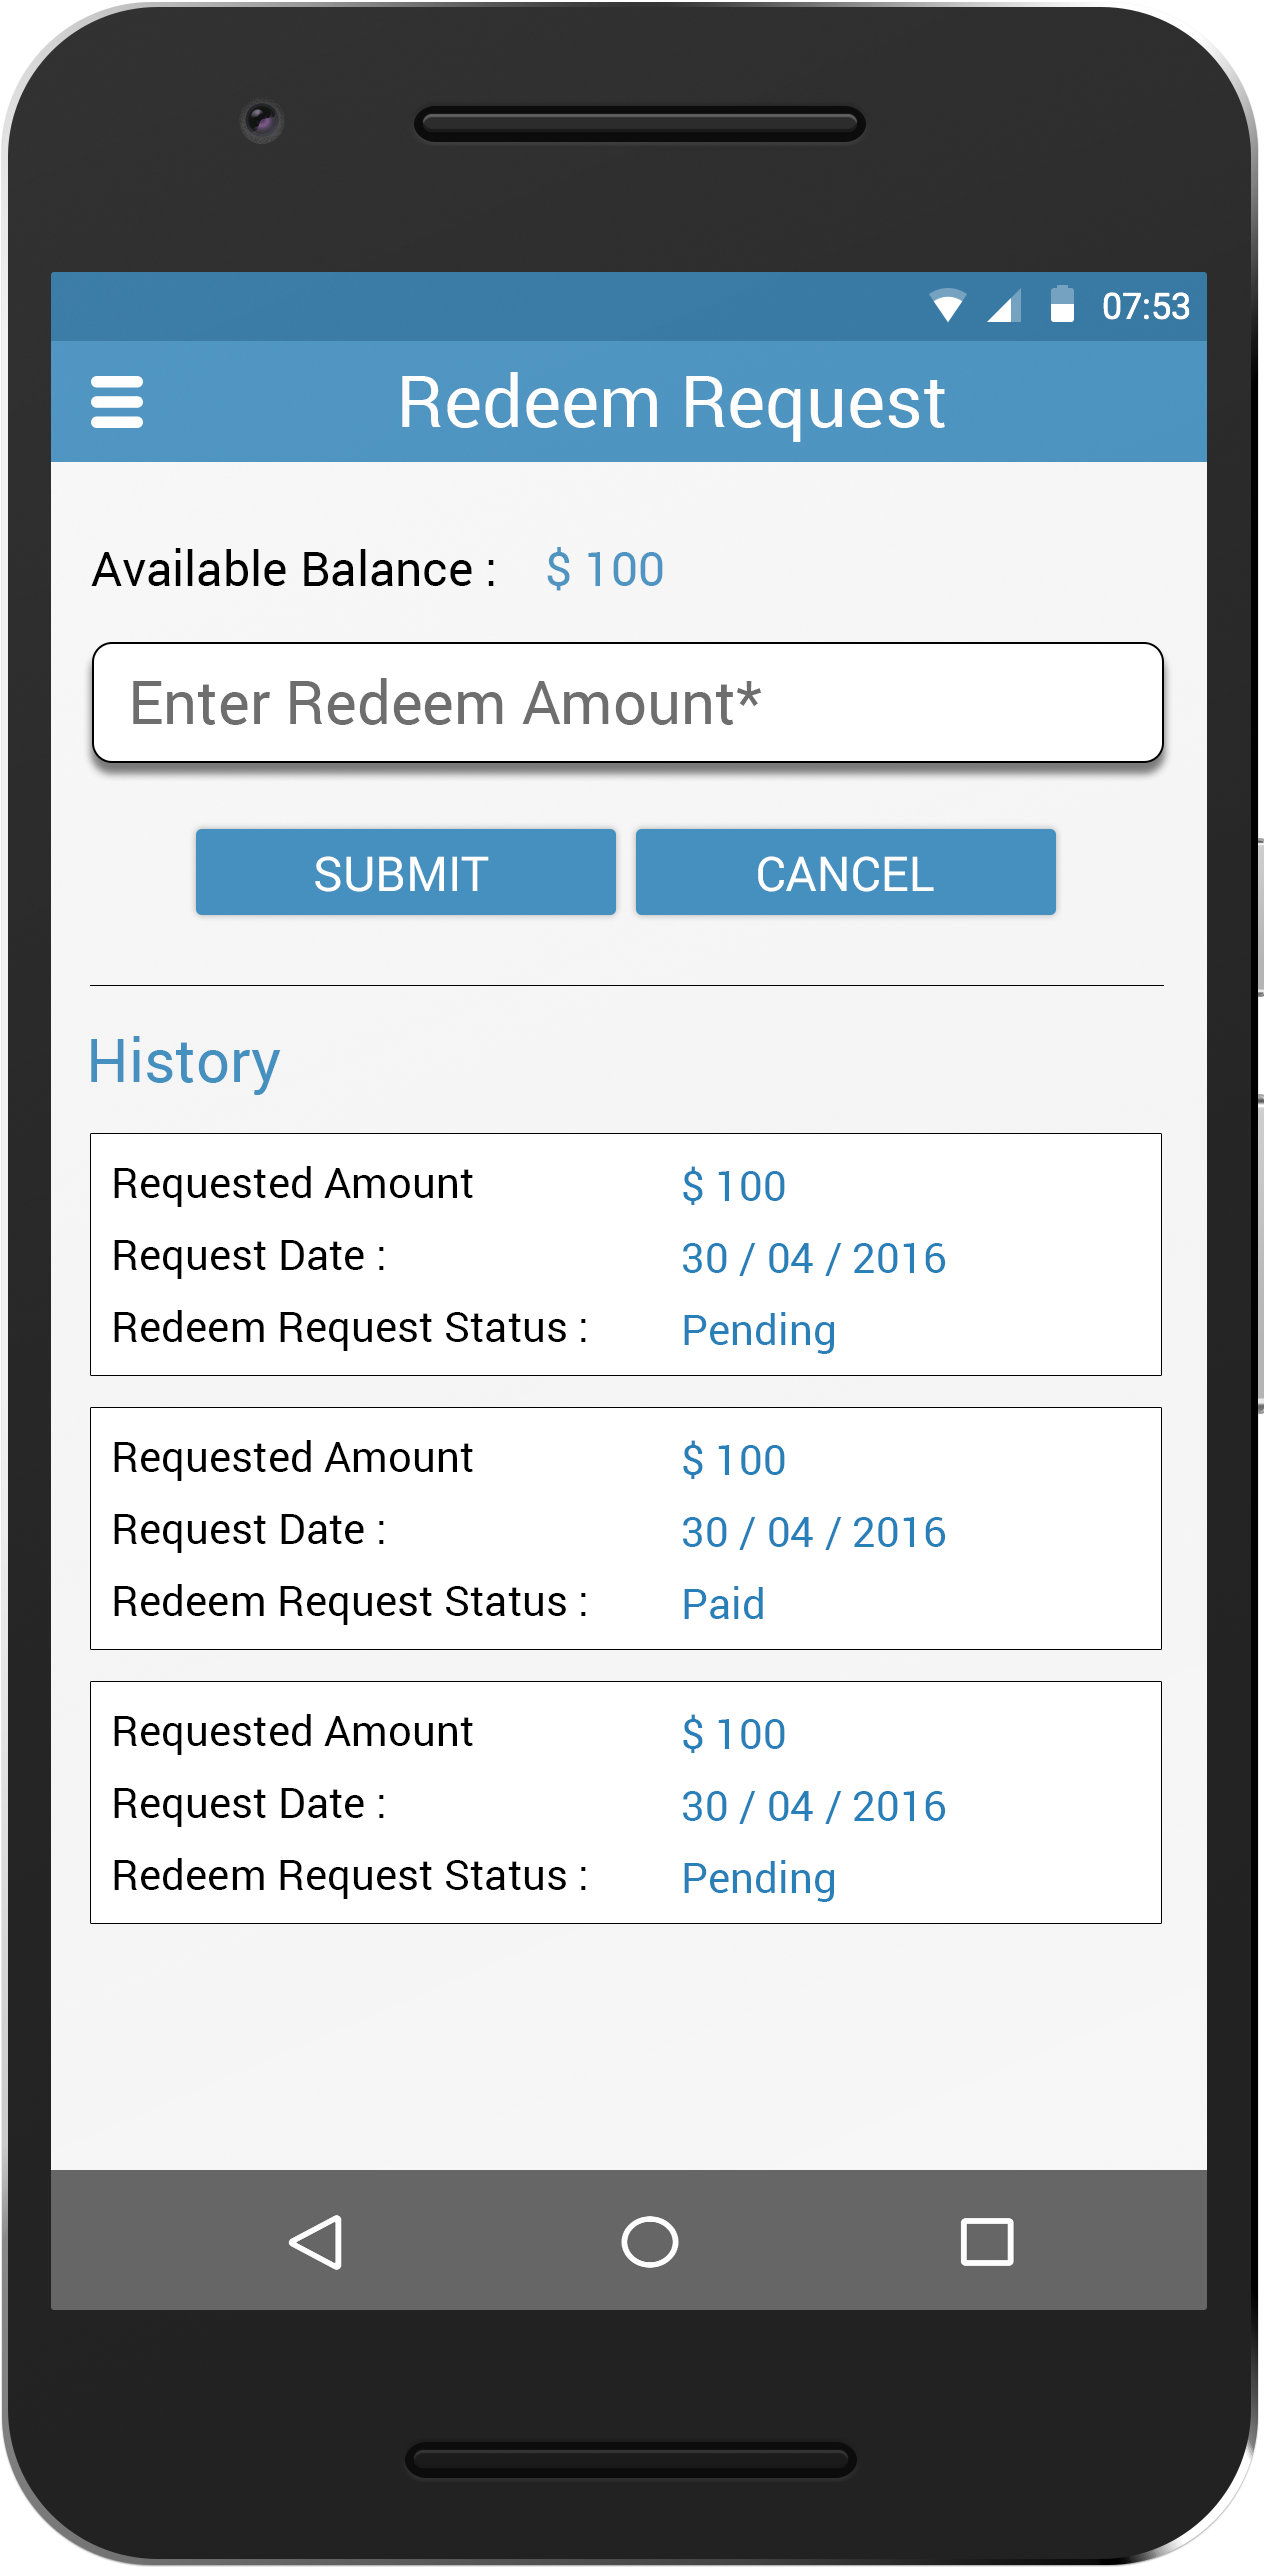 07:53
Redeem Request
Available Balance : $ 100
Enter Redeem Amount*
SUBMIT CANCEL
History
Requested Amount $ 100
Request Date : 30 / 04 / 2016
Redeem Request Status : Pending
Requested Amount $ 100
Request Date : 30 / 04 / 2016
Redeem Request Status : Paid
Requested Amount $ 100
Request Date : 30 / 04 / 2016
Redeem Request Status : Pending